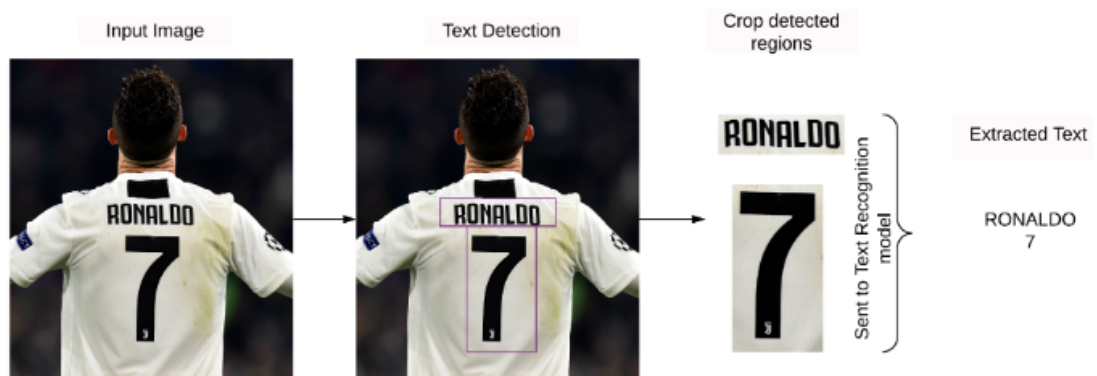 Input Image
Text Detection
Crop detected
regions
RONALDO
7
RONALDO
7
RONALDO
7
Sent to Text Recognition
model
Extracted Text
RONALDO
7